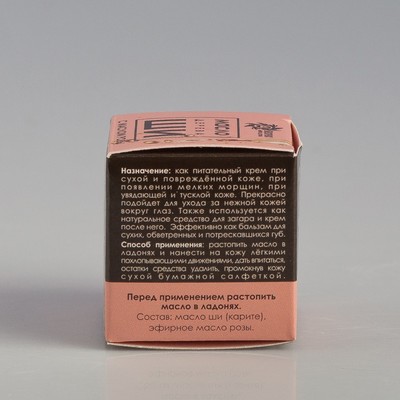 Назначение: как питательный крем при
сухой и повреждённой коже, при
появлении мелких морщин, при
увядающей и тусклой коже. Прекрасно
подойдет для ухода за нежной кожей
вокруг глаз. Также используется как
натуральное средство для загара и крем
после него. Эффективно как бальзам для
сухих, обветренных и потрескавшихся губ.
Способ применения: растопить масло в
ладонях и нанести на кожу лёгкими
похлопывающими движениями, дать впитаться,
остатки средства удалить, промокнув кожу
сухой бумажной салфеткой.
Перед применением растопить
масло в ладонях.
Состав: масло ши (карите),
эфирное масло розы.